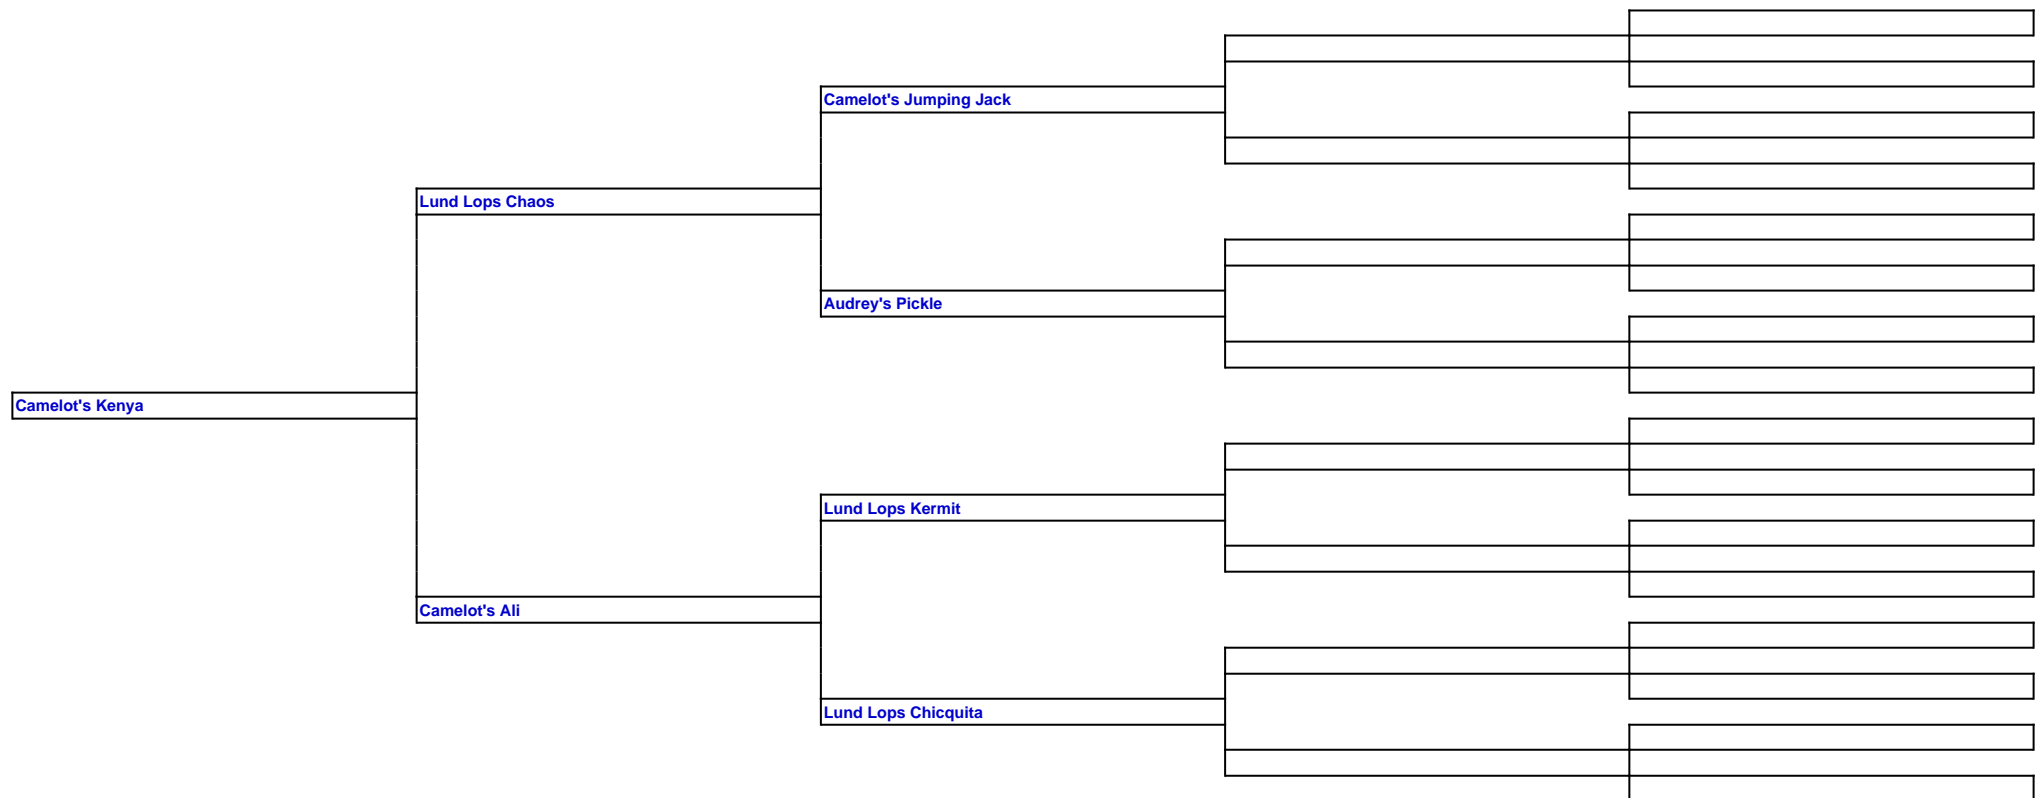 Camelot's Jumping Jack
Lund Lops Chaos
Audrey's Pickle
Camelot's Kenya
Lund Lops Kermit
Camelot's Ali
Lund Lops Chicquita